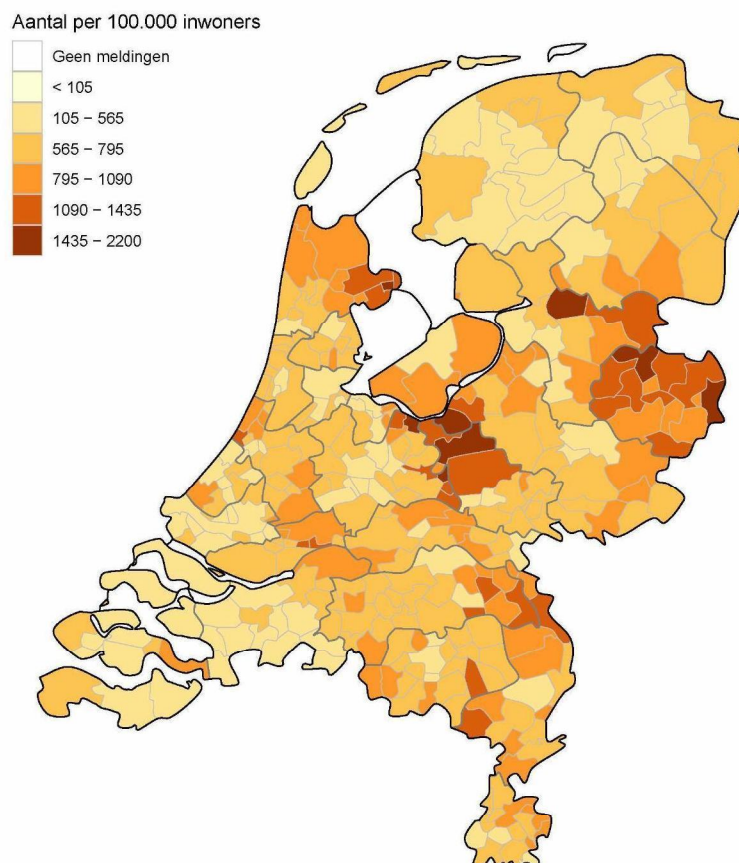 Aantal per 100.000 inwoners
Geen meldingen
< 105
105 – 565
565 – 795
795 – 1090
1090 – 1435
1435 – 2200